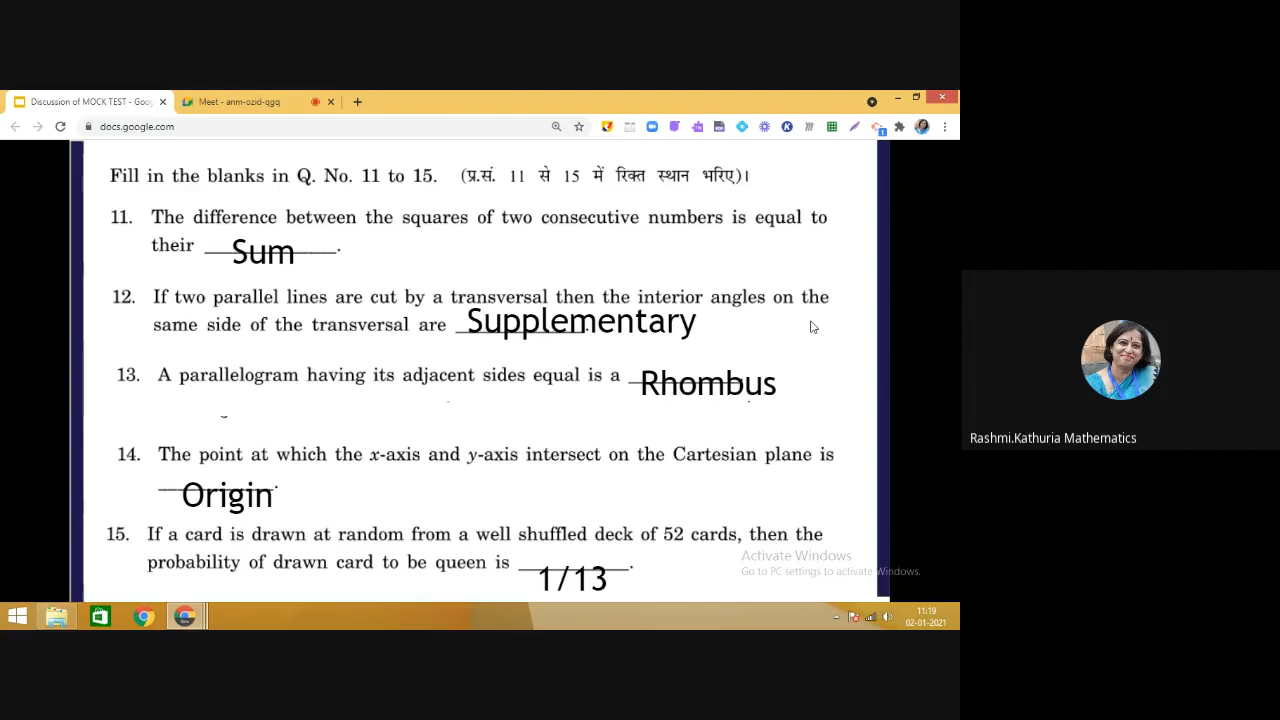 Discussion of MOCK TEST - Goo
Meet - anm-ozid-qgq
docs.google.com
Fill in the blanks in Q. No. 11 to 15. (प्र.सं. 11 से 15 में रिक्त स्थान भरिए)।
11. The difference between the squares of two consecutive numbers is equal to
their Sum.
12. If two parallel lines are cut by a transversal then the interior angles on the
same side of the transversal are Supplementary.
13. A parallelogram having its adjacent sides equal is a Rhombus
14. The point at which the x-axis and y-axis intersect on the Cartesian plane is
Origin.
15. If a card is drawn at random from a well shuffled deck of 52 cards, then the
probability of drawn card to be queen is 1/13.
Activate Windows
Go to PC settings to activate Windows.
Rashmi.Kathuria Mathematics
11:19
02-01-2021